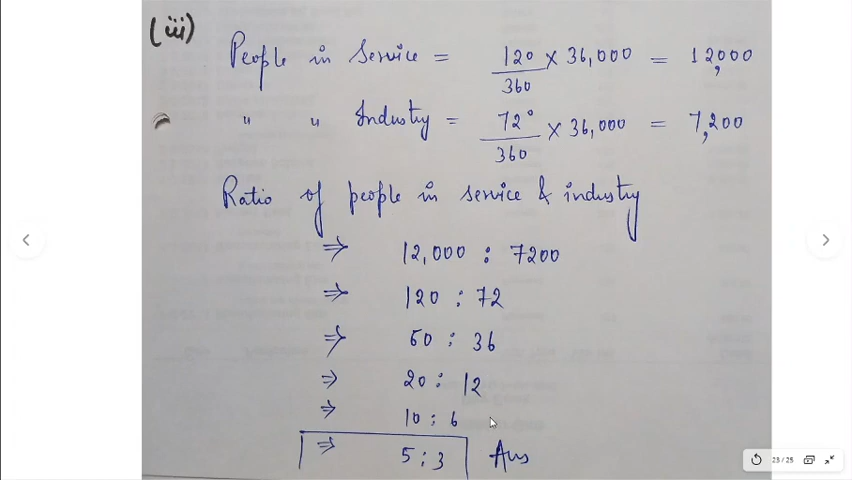 (iii)
People in Service = 120/360 × 36,000 = 12,000
" " Industry = 72°/360 × 36,000 = 7,200
Ratio of people in service & industry
⇒ 12,000 : 7200
⇒ 120 : 72
⇒ 60 : 36
⇒ 20 : 12
⇒ 10 : 6
⇒ 5 : 3 Ans
23 / 25